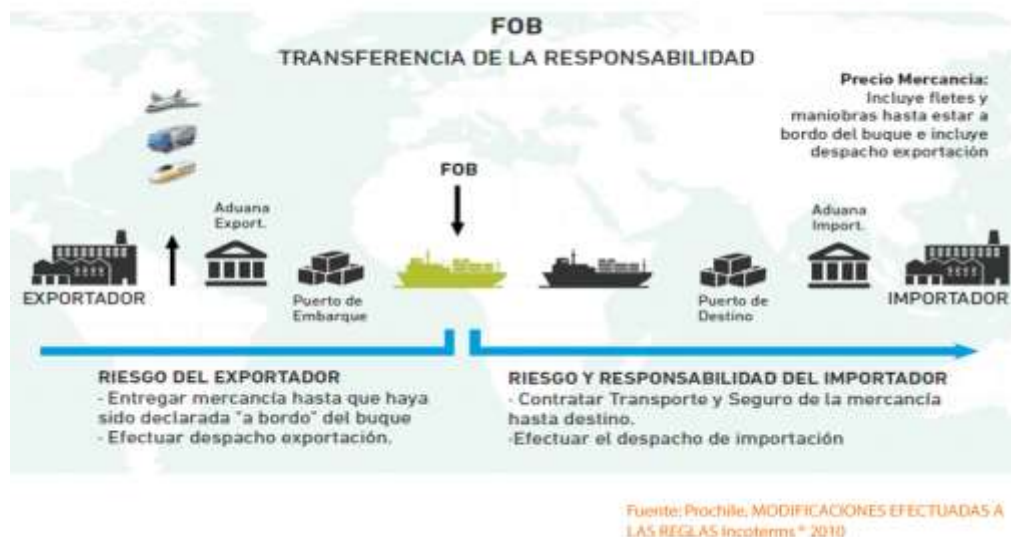 FOB
TRANSFERENCIA DE LA RESPONSABILIDAD
Precio Mercancia:
Incluye fletes y
maniobras hasta estar a
bordo del buque e incluye
despacho exportación
FOB
Aduana
Export.
Aduana
Import.
EXPORTADOR
Puerto de
Embarque
Puerto de
Destino
IMPORTADOR
RIESGO DEL EXPORTADOR
- Entregar mercancía hasta que haya
sido declarada "a bordo" del buque
- Efectuar despacho exportación.
RIESGO Y RESPONSABILIDAD DEL IMPORTADOR
- Contratar Transporte y Seguro de la mercancía
hasta destino.
-Efectuar el despacho de importación
Fuente: Prochile, MODIFICACIONES EFECTUADAS A
LAS REGLAS Incoterms ® 2010